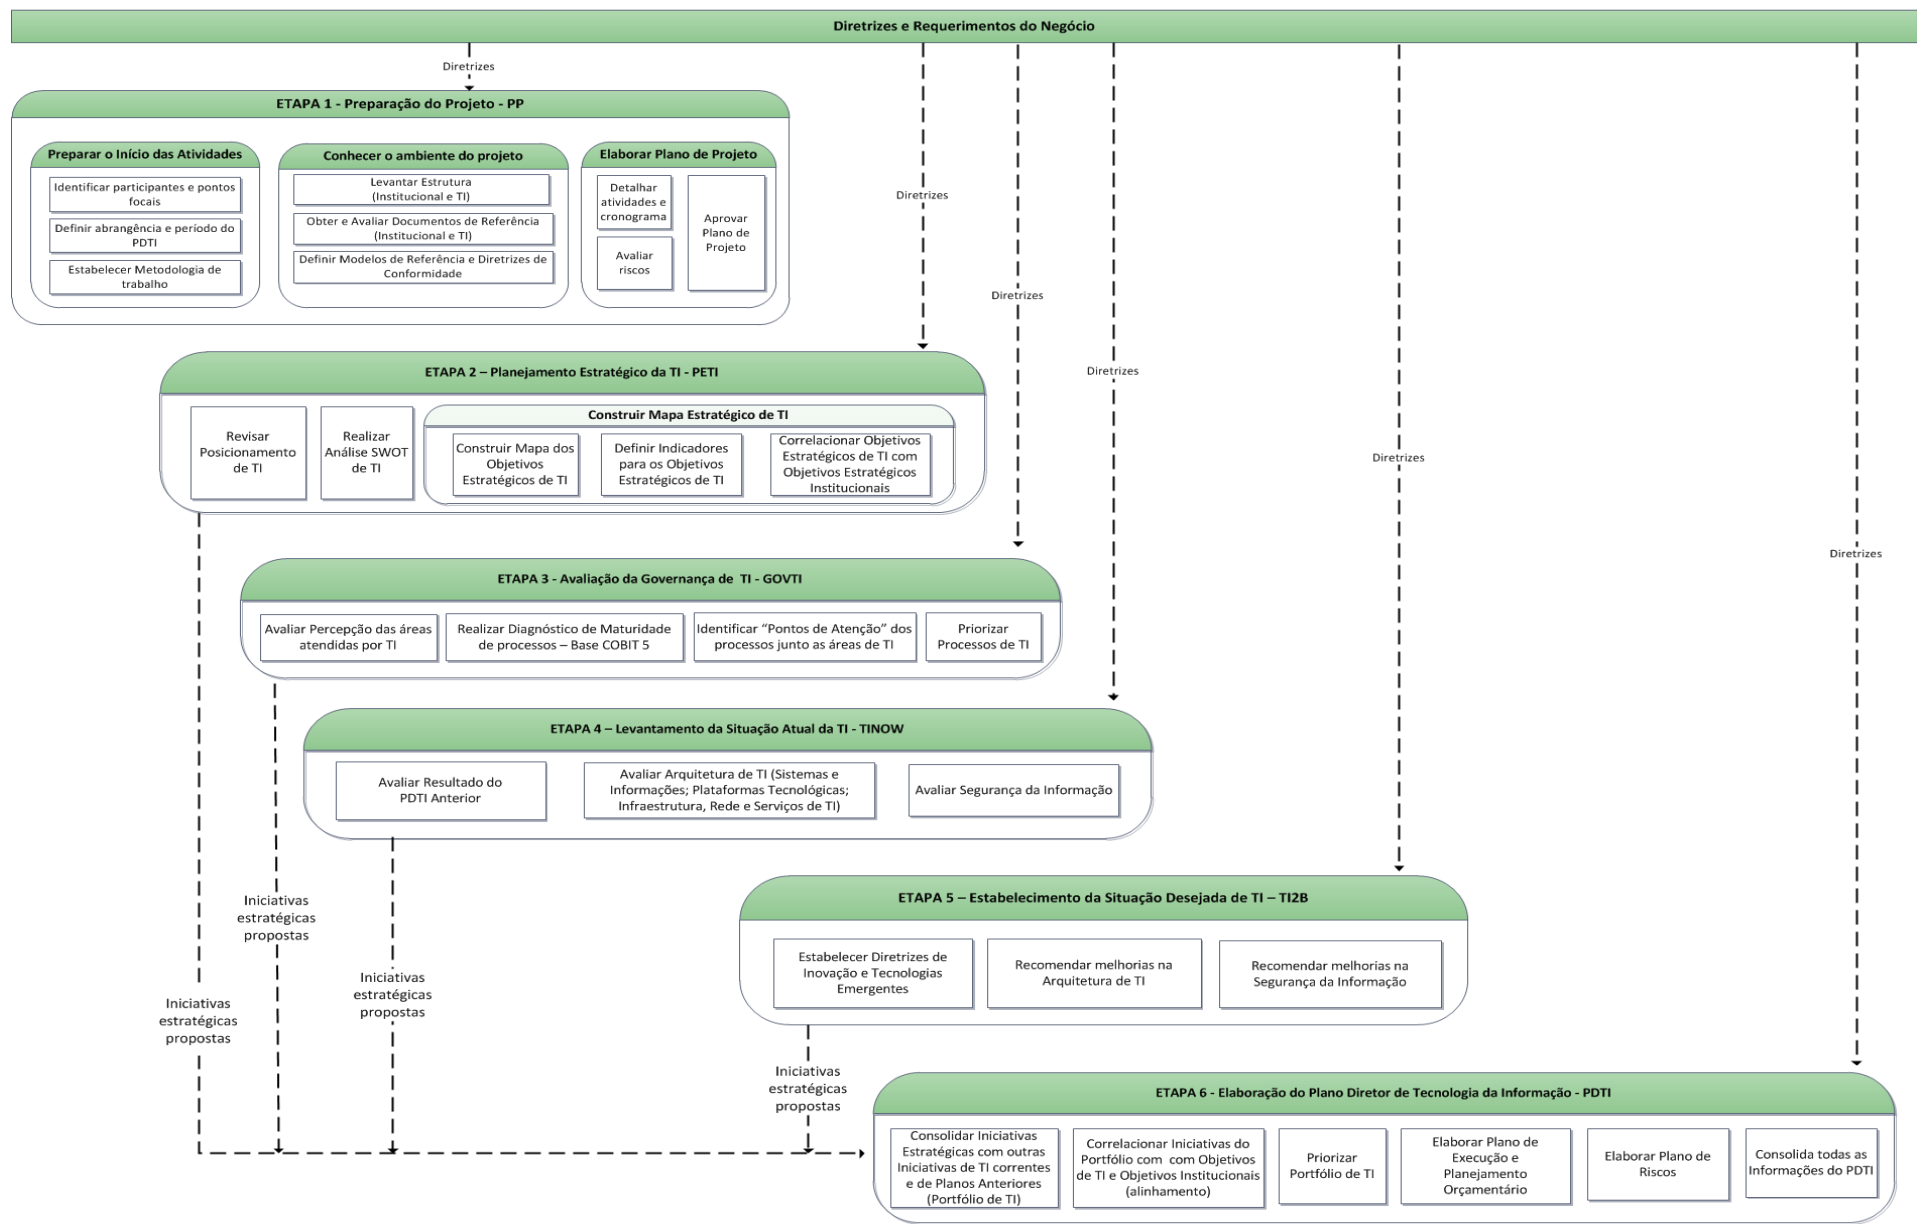 Diretrizes e Requerimentos do Negócio
Diretrizes
ETAPA 1 - Preparação do Projeto - PP
Preparar o Início das Atividades
Identificar participantes e pontos
focais
Definir abrangência e período do
PDTI
Estabelecer Metodologia de
trabalho
Conhecer o ambiente do projeto
Levantar Estrutura
(Institucional e TI)
Obter e Avaliar Documentos de Referência
(Institucional e TI)
Definir Modelos de Referência e Diretrizes de
Conformidade
Elaborar Plano de Projeto
Detalhar
atividades e
cronograma
Avaliar
riscos
Aprovar
Plano de
Projeto
Diretrizes
Diretrizes
Diretrizes
Diretrizes
Diretrizes
ETAPA 2 – Planejamento Estratégico da TI - PETI
Revisar
Posicionamento
de TI
Realizar
Análise SWOT
de TI
Construir Mapa Estratégico de TI
Construir Mapa dos
Objetivos
Estratégicos de TI
Definir Indicadores
para os Objetivos
Estratégicos de TI
Correlacionar Objetivos
Estratégicos de TI com
Objetivos Estratégicos
Institucionais
ETAPA 3 - Avaliação da Governança de  TI - GOVTI
Avaliar Percepção das áreas
atendidas por TI
Realizar Diagnóstico de Maturidade
de processos – Base COBIT 5
Identificar “Pontos de Atenção” dos
processos junto as áreas de TI
Priorizar
Processos de TI
ETAPA 4 – Levantamento da Situação Atual da TI - TINOW
Avaliar Resultado do
PDTI Anterior
Avaliar Arquitetura de TI (Sistemas e
Informações; Plataformas Tecnológicas;
Infraestrutura, Rede e Serviços de TI)
Avaliar Segurança da Informação
ETAPA 5 – Estabelecimento da Situação Desejada de TI – TI2B
Estabelecer Diretrizes de
Inovação e Tecnologias
Emergentes
Recomendar melhorias na
Arquitetura de TI
Recomendar melhorias na
Segurança da Informação
Iniciativas
estratégicas
propostas
Iniciativas
estratégicas
propostas
Iniciativas
estratégicas
propostas
Iniciativas
estratégicas
propostas
ETAPA 6 - Elaboração do Plano Diretor de Tecnologia da Informação - PDTI
Consolidar Iniciativas
Estratégicas com outras
Iniciativas de TI correntes
e de Planos Anteriores
(Portfólio de TI)
Correlacionar Iniciativas do
Portfólio com  com Objetivos
de TI e Objetivos Institucionais
(alinhamento)
Priorizar
Portfólio de TI
Elaborar Plano de
Execução e
Planejamento
Orçamentário
Elaborar Plano de
Riscos
Consolida todas as
Informações do PDTI